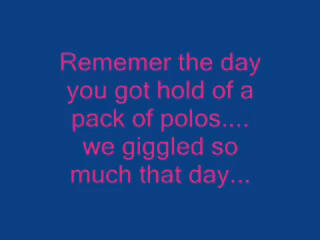 Rememer the day
you got hold of a
pack of polos....
we giggled so
much that day...